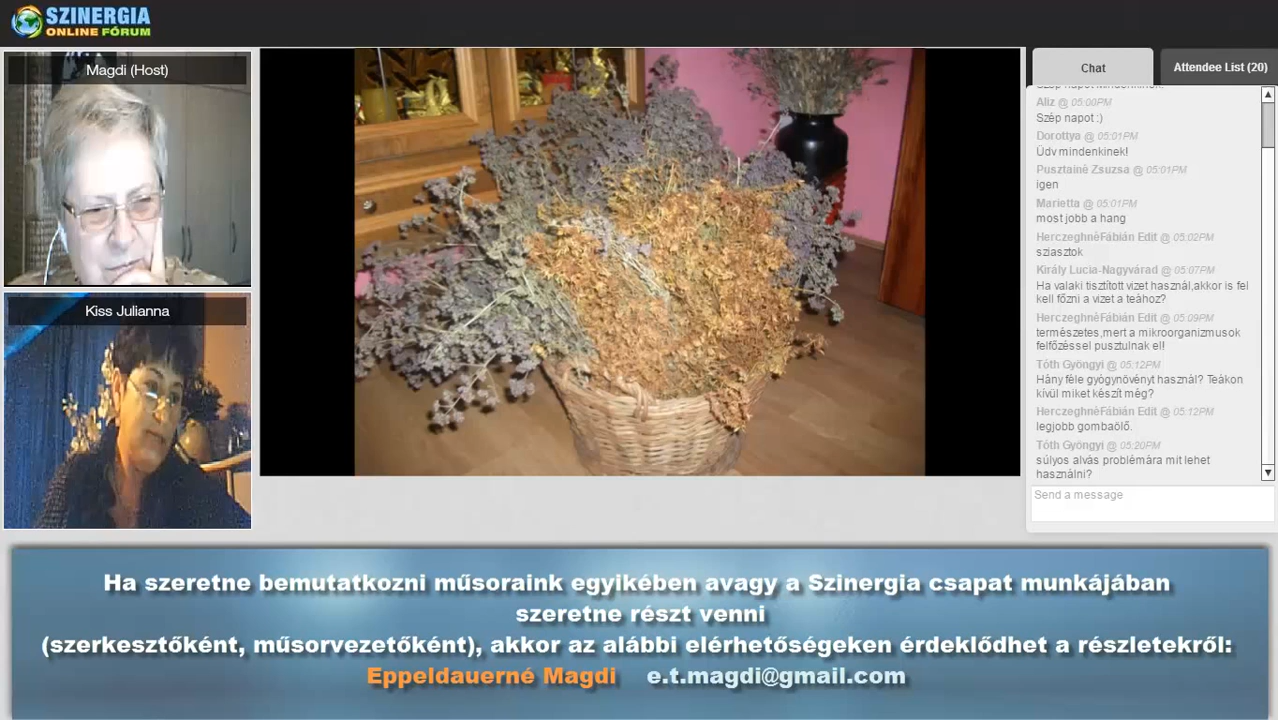 SZINERGIA
ONLINE FÓRUM
Magdi (Host)
Kiss Julianna
Chat
Attendee List (20)
Aliz @ 05:00PM
Szép napot :)
Dorottya @ 05:01PM
Üdv mindenkinek!
Pusztainè Zsuzsa @ 05:01PM
igen
Marietta @ 05:01PM
most jobb a hang
HerczeghnéFábián Edit @ 05:02PM
sziasztok
Király Lucia-Nagyvárad @ 05:07PM
Ha valaki tisztított vizet használ,akkor is fel
kell főzni a vizet a teához?
HerczeghnéFábián Edit @ 05:09PM
természetes,mert a mikroorganizmusok
felfőzéssel pusztulnak el!
Tóth Gyöngyi @ 05:12PM
Hány féle gyógynövényt használ? Teákon
kívül miket készít még?
HerczeghnéFábián Edit @ 05:12PM
legjobb gombaölő.
Tóth Gyöngyi @ 05:20PM
súlyos alvás problémára mit lehet
használni?
Send a message
Ha szeretne bemutatkozni műsoraink egyikében avagy a Szinergia csapat munkájában
szeretne részt venni
(szerkesztőként, műsorvezetőként), akkor az alábbi elérhetőségeken érdeklődhet a részletekről:
Eppeldauerné Magdi e.t.magdi@gmail.com